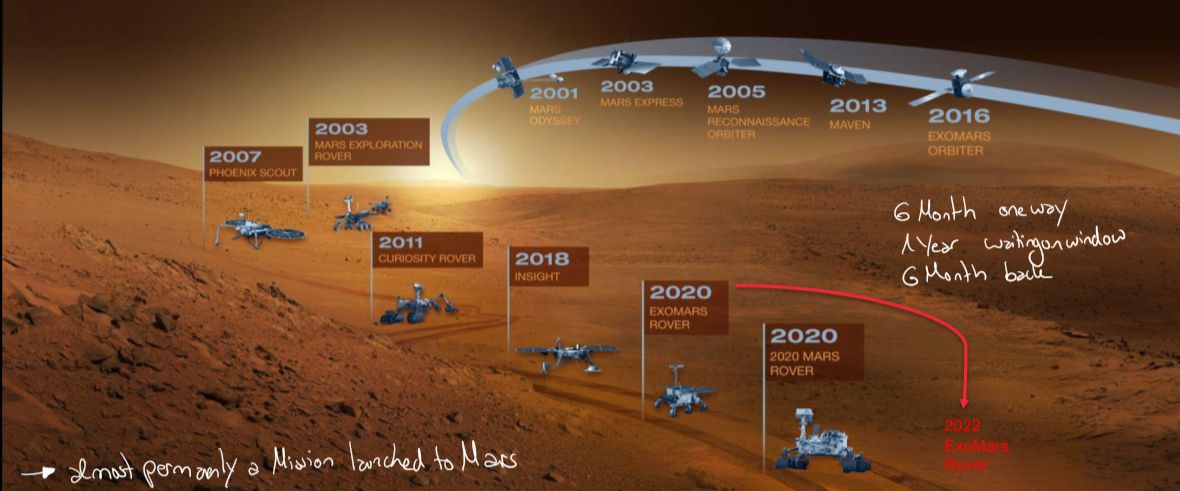 2001
MARS
ODYSSEY
2003
MARS EXPRESS
2005
MARS
RECONNAISSANCE
ORBITER
2013
MAVEN
2016
EXOMARS
ORBITER
2003
MARS EXPLORATION
ROVER
2007
PHOENIX SCOUT
2011
CURIOSITY ROVER
2018
INSIGHT
2020
EXOMARS
ROVER
2020
2020 MARS
ROVER
6 Month one way
1 Year waiting on window
6 Month back
2022
ExoMars
Rover
→ almost permanly a Mission lanched to Mars